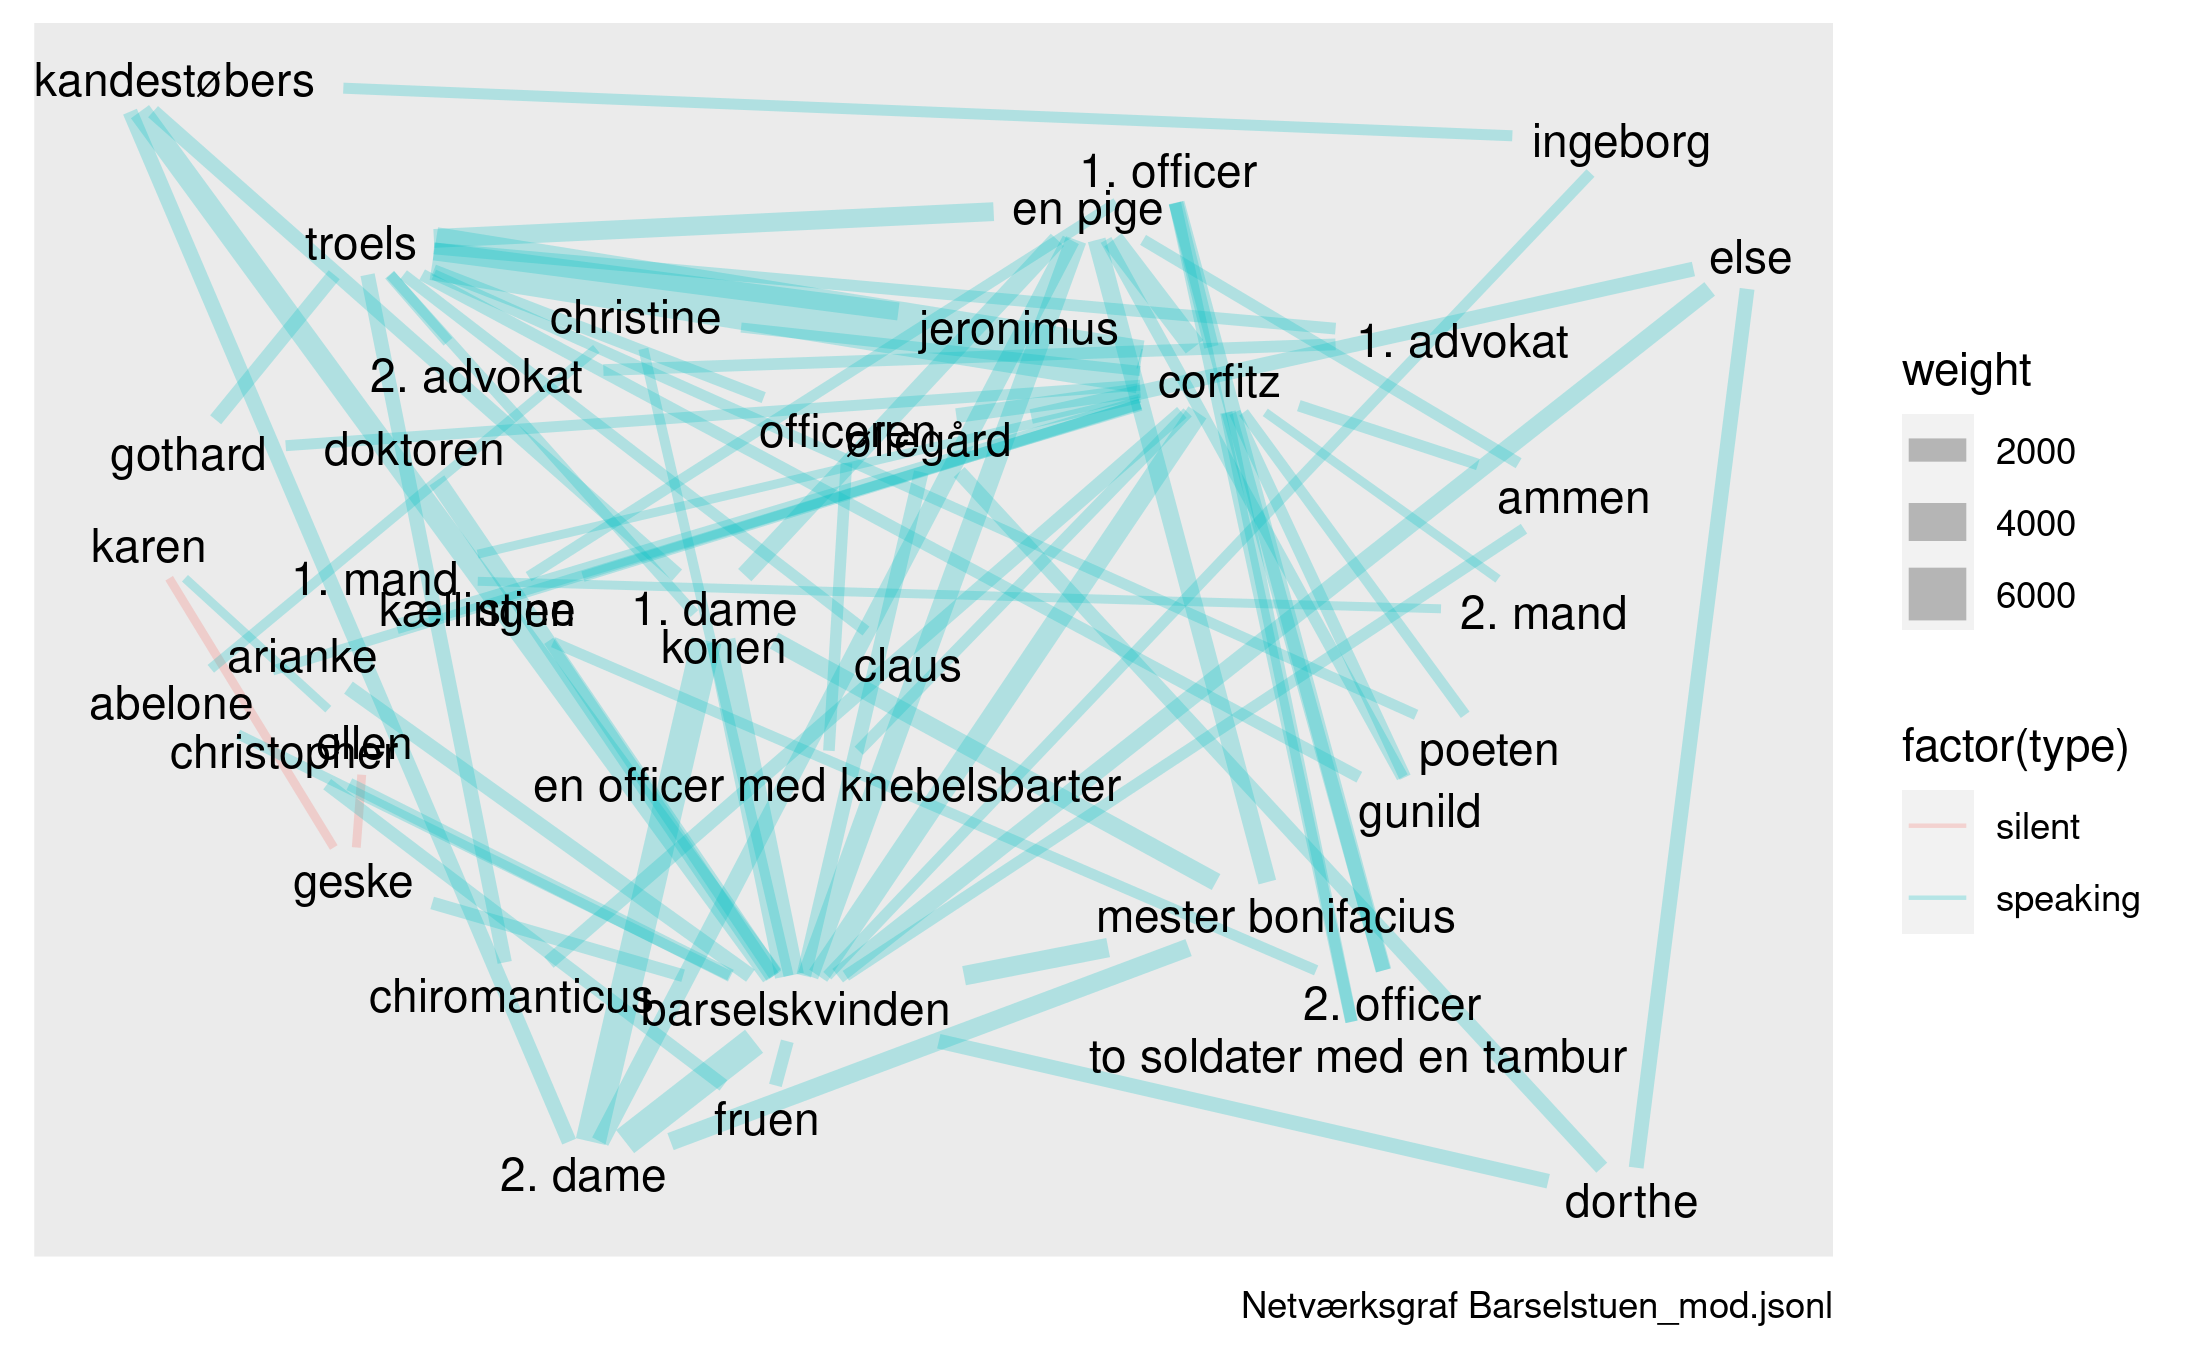 kandestøbers
ingeborg
1. officer
en pige
troels
else
christine
jeronimus
1. advokat
2. advokat
corfitz
officeren
øllegård
gothard
doktoren
ammen
karen
1. mand
kællingen
stine
1. dame
2. mand
konen
arianke
claus
abelone
ellen
christopher
poeten
en officer med knebelsbarter
gunild
geske
mester bonifacius
chiromanticus
barselskvinden
2. officer
to soldater med en tambur
fruen
2. dame
dorthe
weight
2000
4000
6000
factor(type)
silent
speaking
Netværksgraf Barselstuen_mod.jsonl